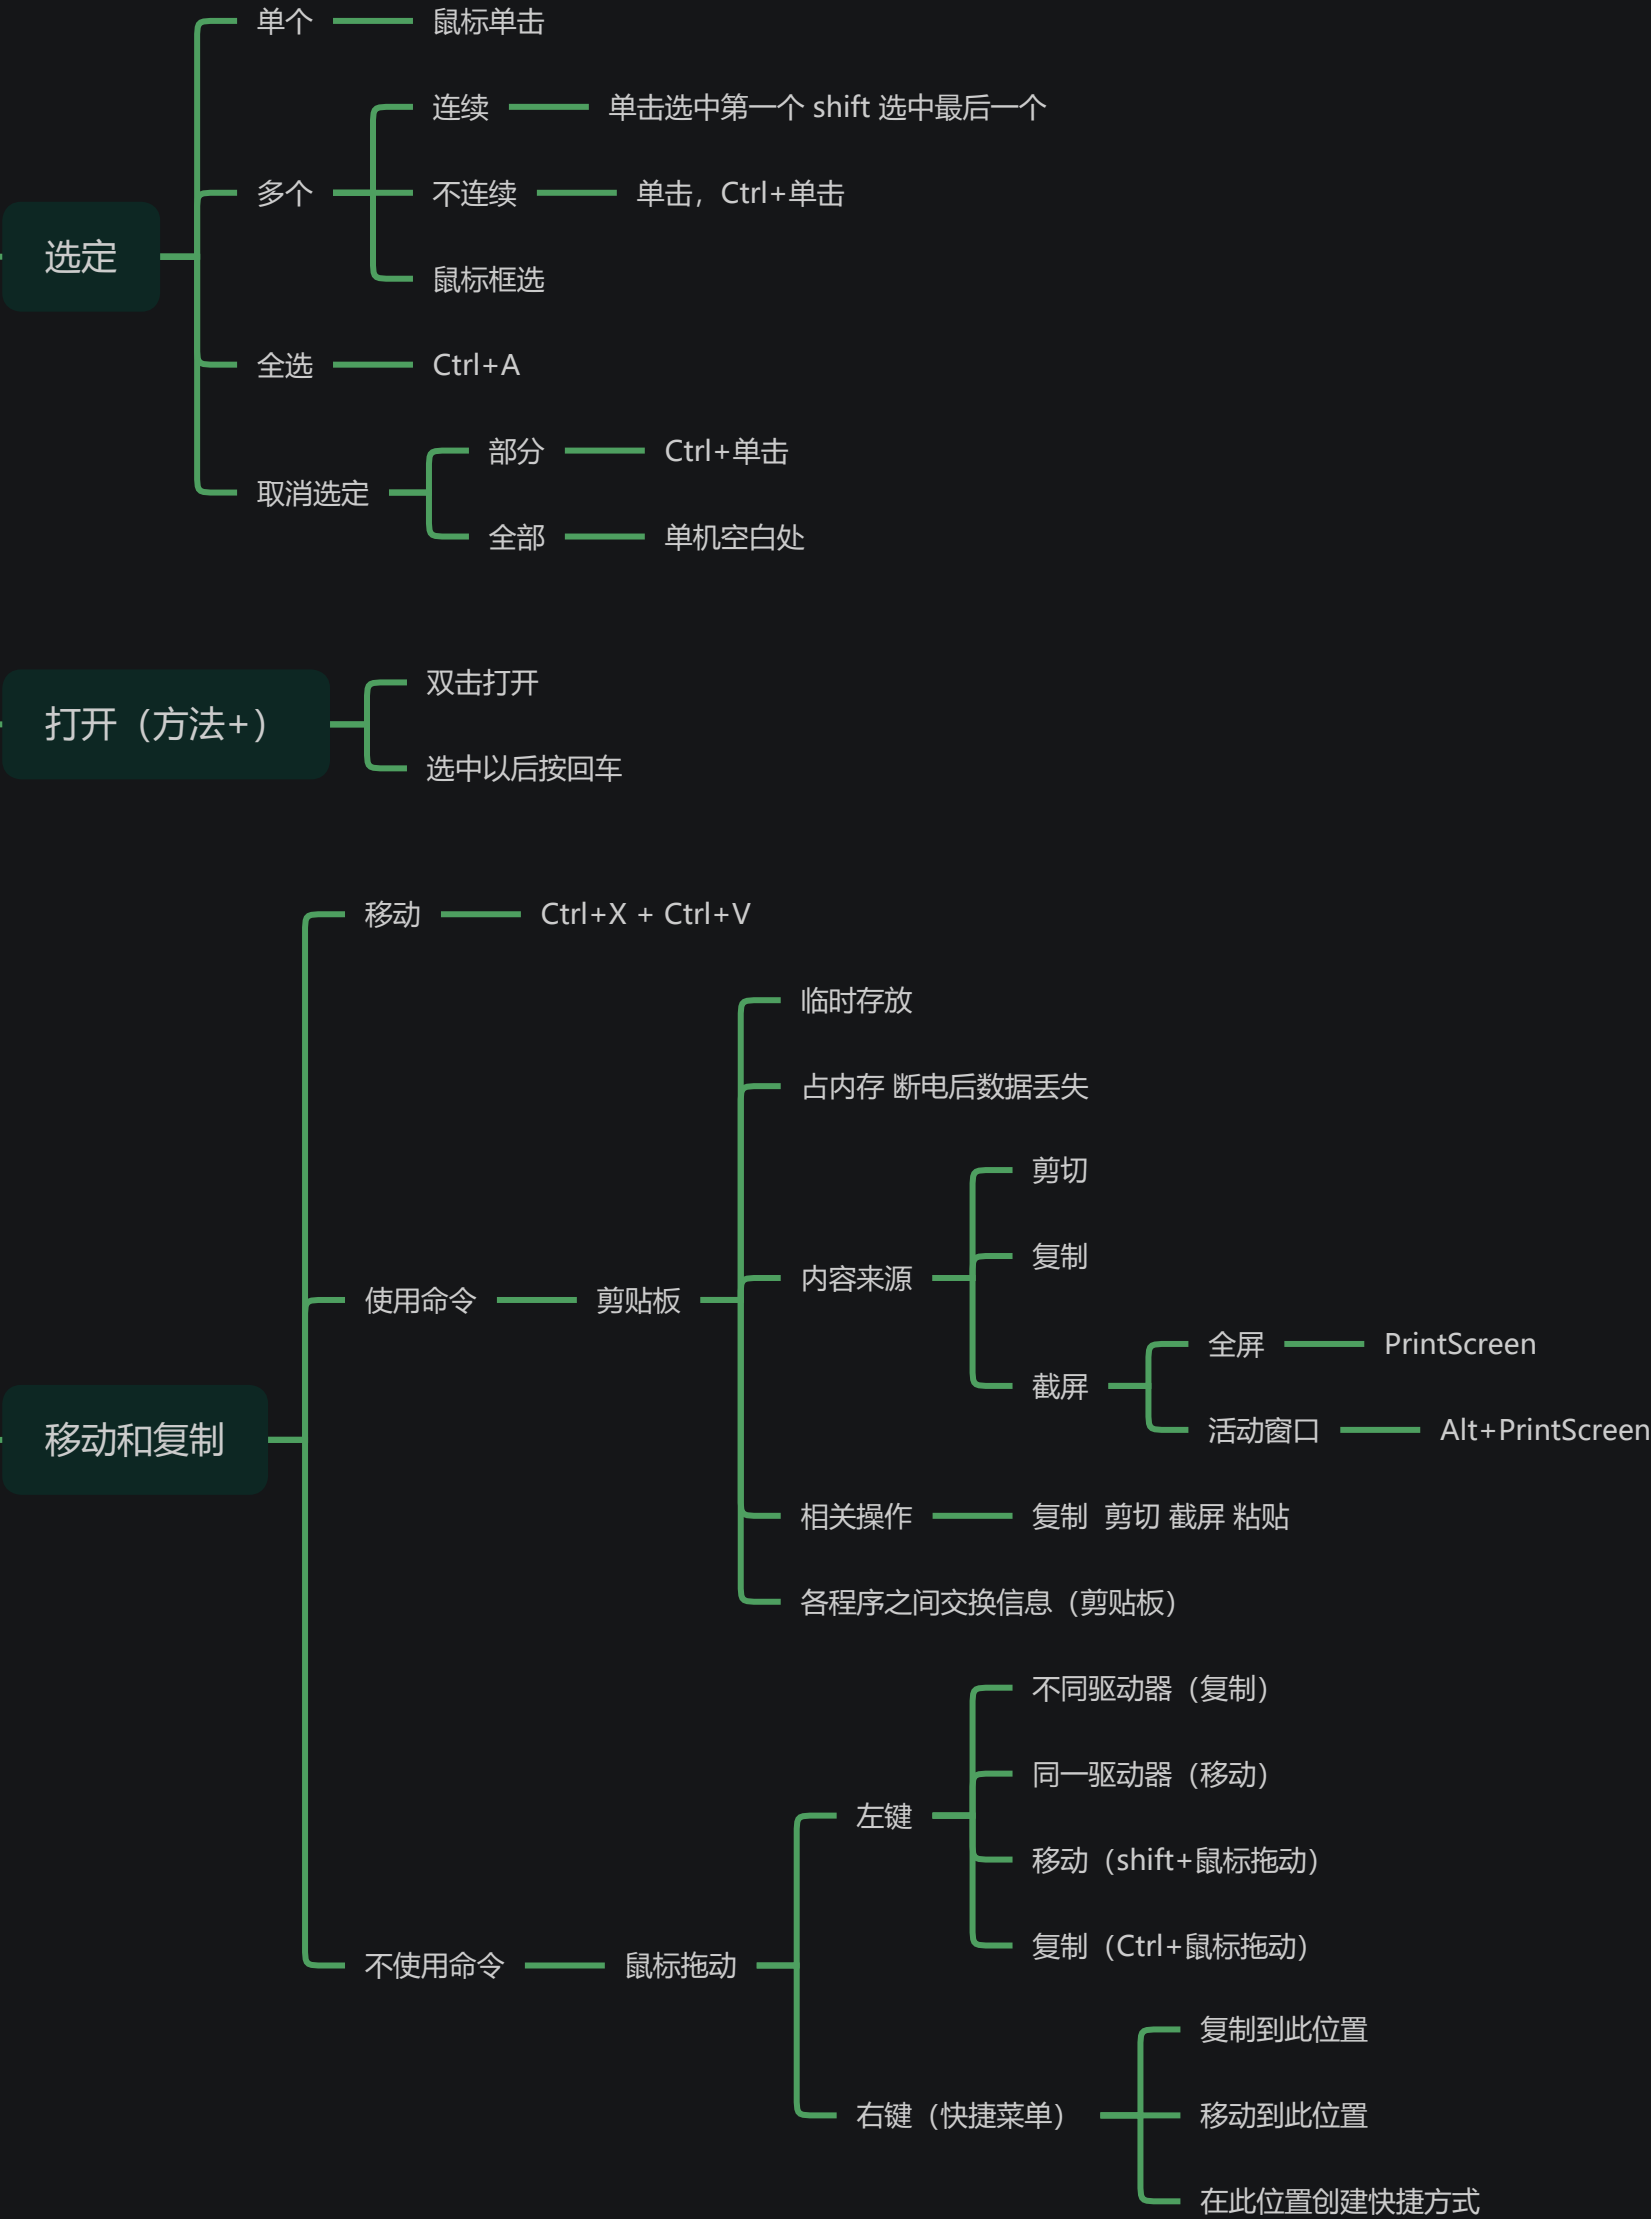 单个
鼠标单击
连续
单击选中第一个 shift 选中最后一个
多个
不连续
单击，Ctrl+单击
选定
鼠标框选
全选
Ctrl+A
部分
Ctrl+单击
取消选定
全部
单机空白处
双击打开
打开（方法+）
选中以后按回车
移动
Ctrl+X + Ctrl+V
临时存放
占内存 断电后数据丢失
剪切
复制
内容来源
使用命令
剪贴板
全屏
PrintScreen
截屏
活动窗口
Alt+PrintScreen
移动和复制
相关操作
复制 剪切 截屏 粘贴
各程序之间交换信息（剪贴板）
不同驱动器（复制）
同一驱动器（移动）
左键
移动（shift+鼠标拖动）
复制（Ctrl+鼠标拖动）
不使用命令
鼠标拖动
复制到此位置
右键（快捷菜单）
移动到此位置
在此位置创建快捷方式